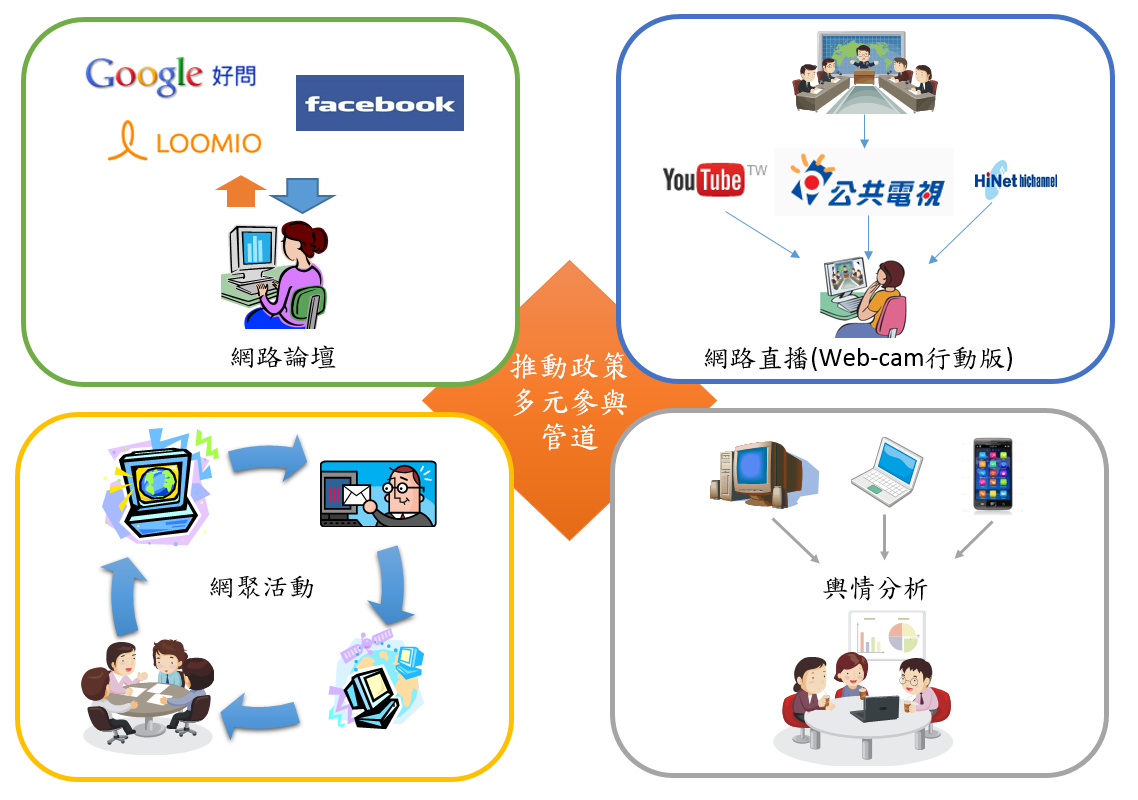 Google 好問
facebook
LOOMIO
網路論壇
YouTube TW
公共電視
HiNet hichannel
網路直播(Web-cam行動版)
推動政策
多元參與
管道
網聚活動
輿情分析